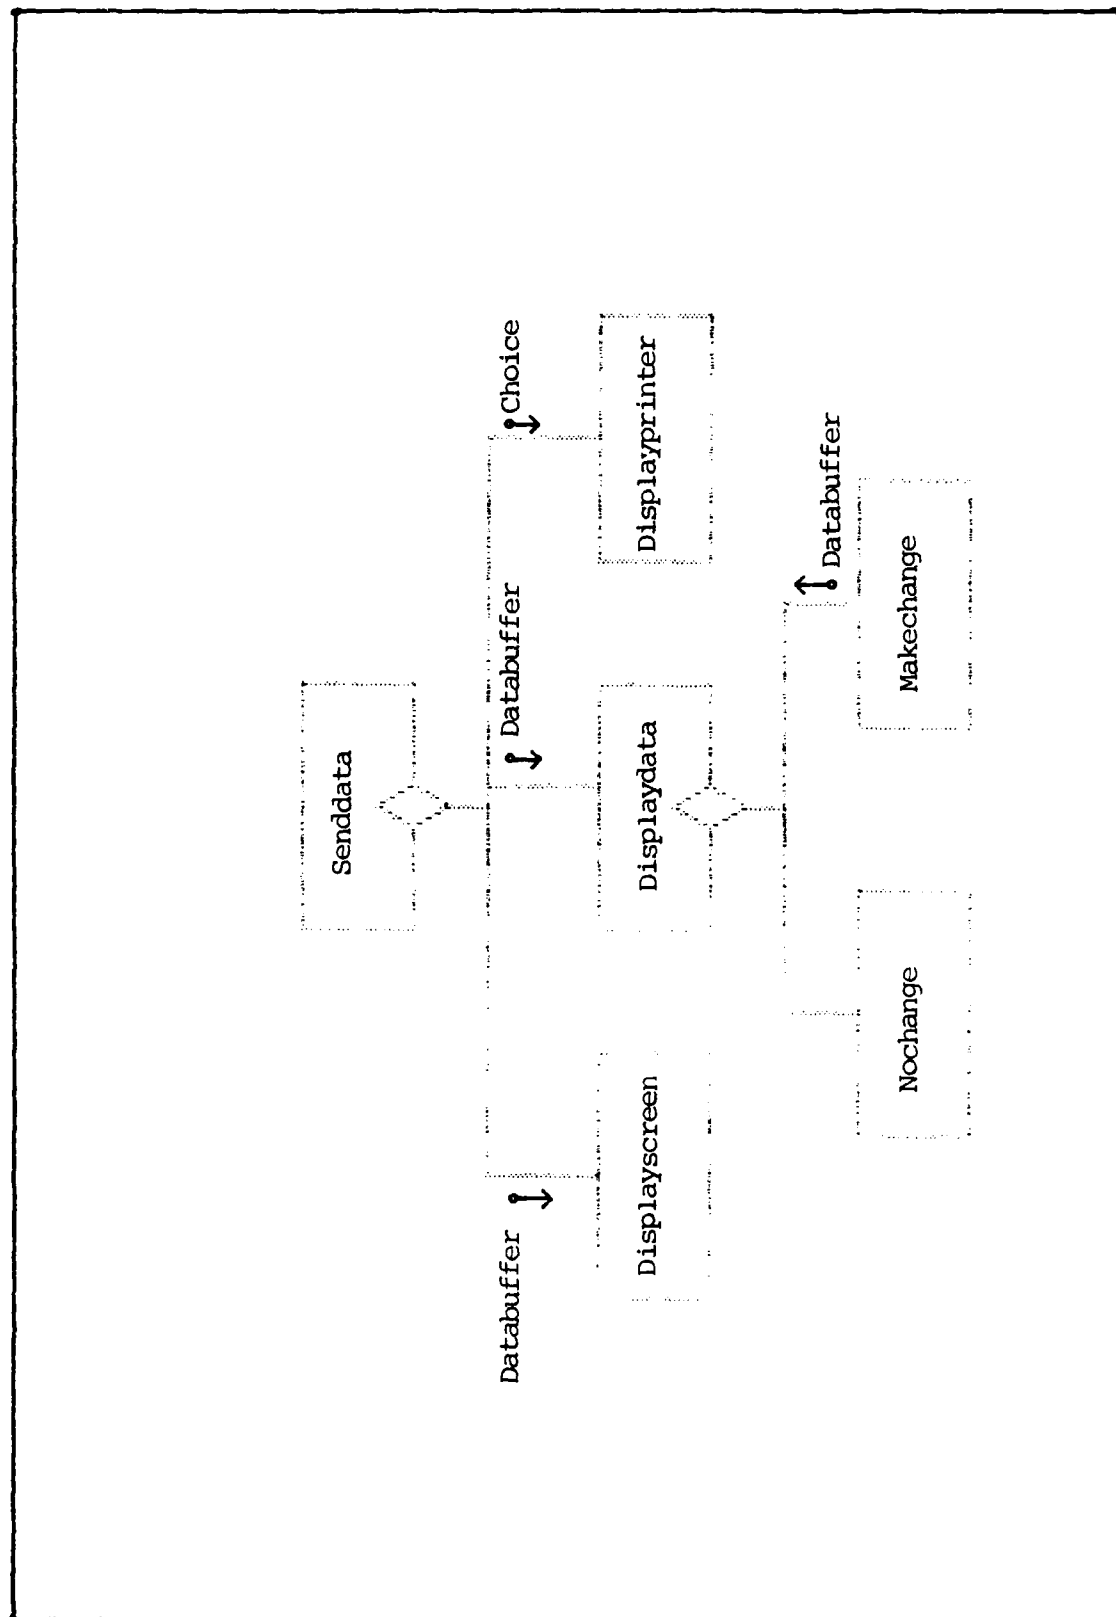 Senddata
Databuffer
Databuffer
Choice
Displayscreen
Displaydata
Displayprinter
Databuffer
Nochange
Makechange